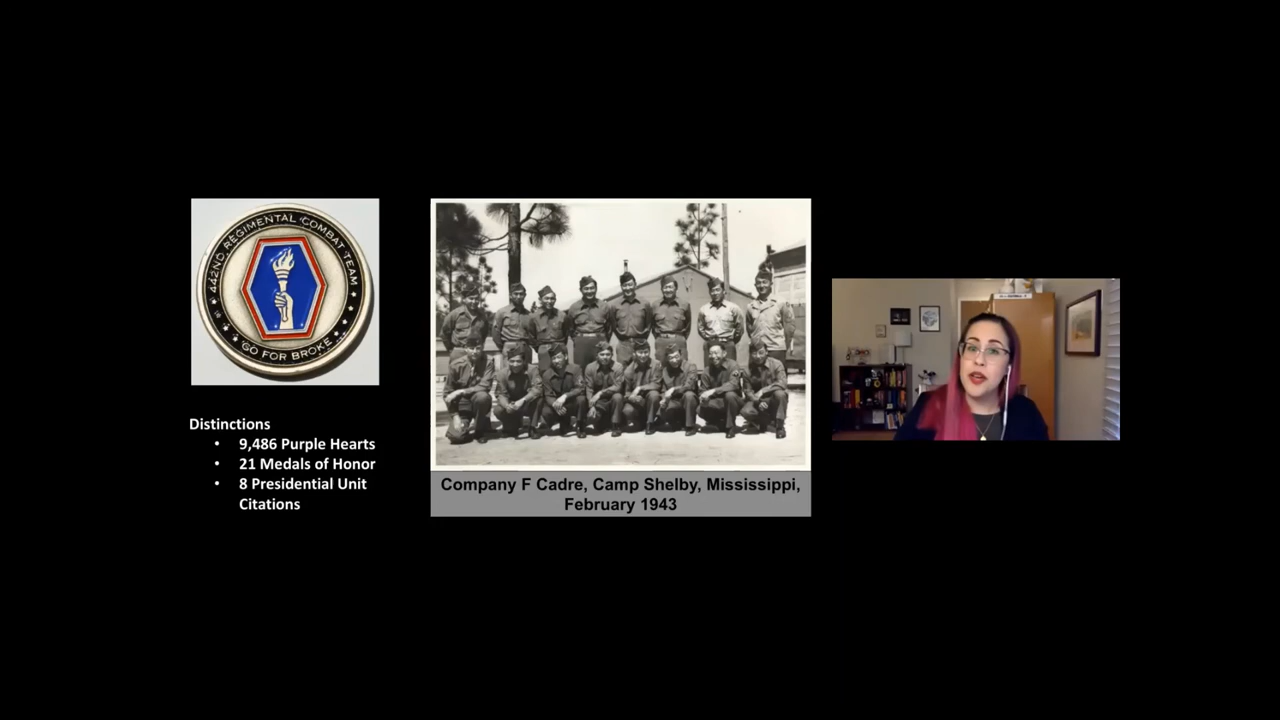 442ND REGIMENTAL COMBAT TEAM
GO FOR BROKE
Distinctions
• 9,486 Purple Hearts
• 21 Medals of Honor
• 8 Presidential Unit
Citations
Company F Cadre, Camp Shelby, Mississippi,
February 1943